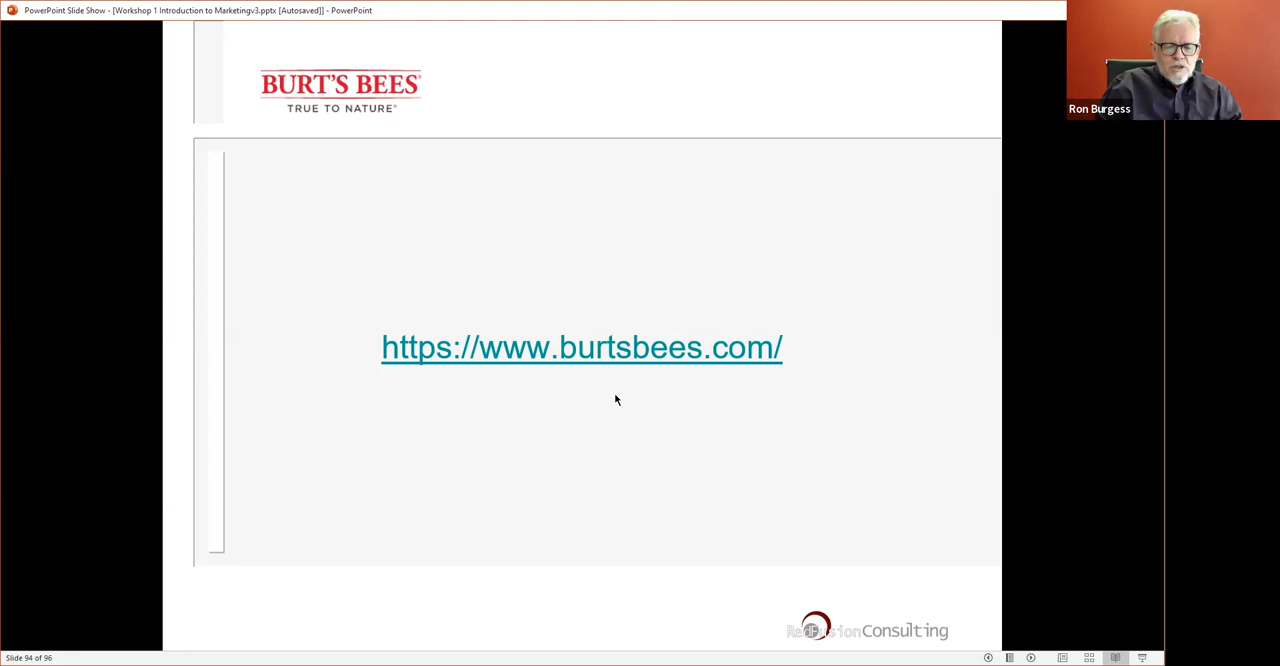 PowerPoint Slide Show - [Workshop 1 Introduction to Marketingv3.pptx [Autosaved]] - PowerPoint
BURT'S BEES®
TRUE TO NATURE®
Ron Burgess
https://www.burtsbees.com/
RedFusionConsulting
Slide 94 of 96